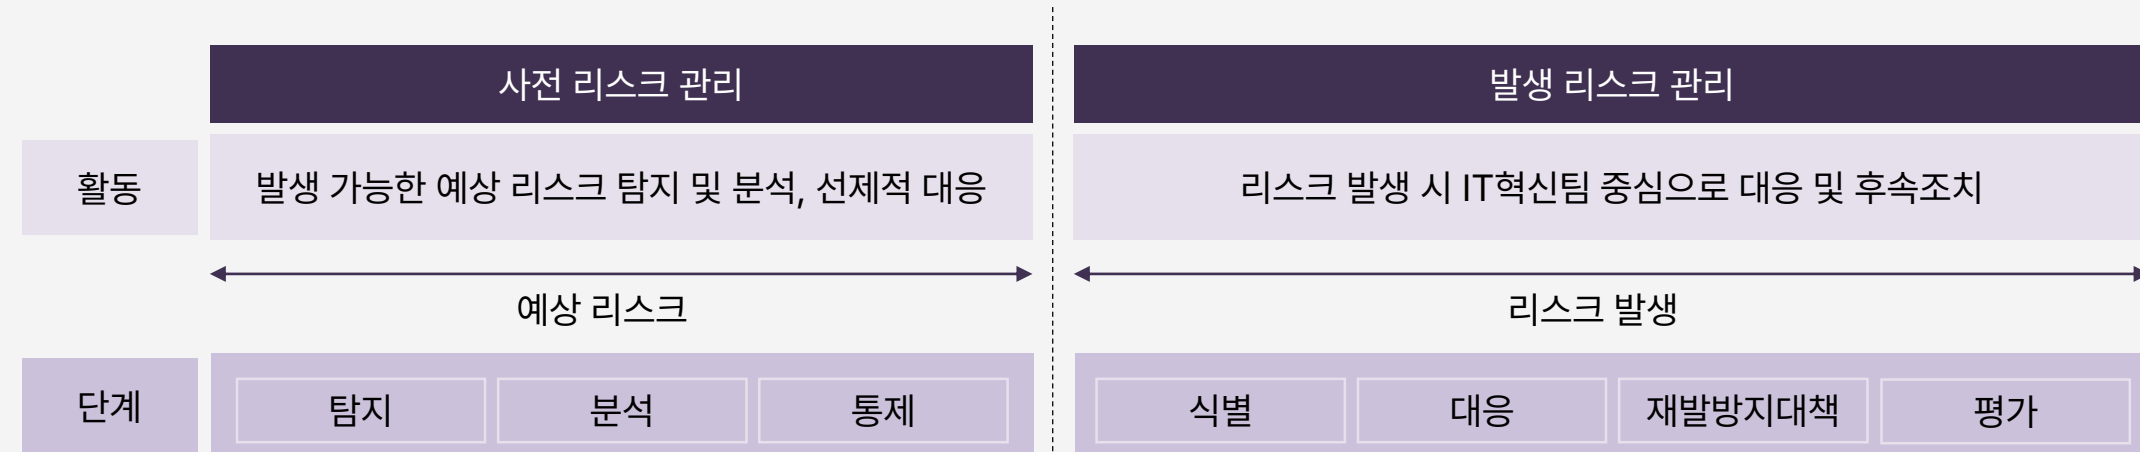 사전 리스크 관리
발생 리스크 관리
활동
발생 가능한 예상 리스크 탐지 및 분석, 선제적 대응
리스크 발생 시 IT혁신팀 중심으로 대응 및 후속조치
예상 리스크
리스크 발생
단계
탐지
분석
통제
식별
대응
재발방지대책
평가